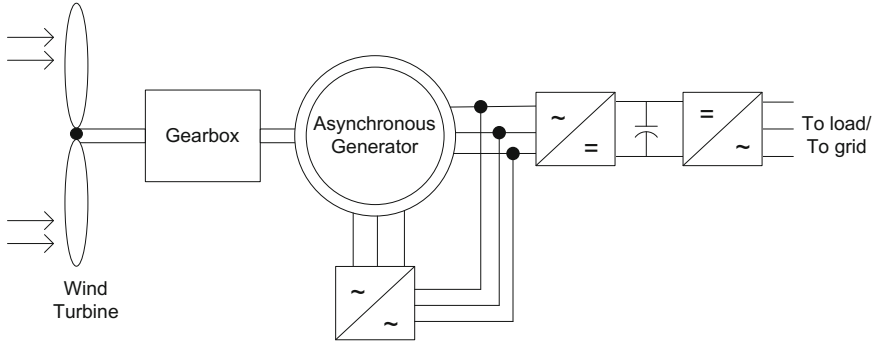 Gearbox
Asynchronous
Generator
~
=
=
~
To load/
To grid
~
~
Wind
Turbine